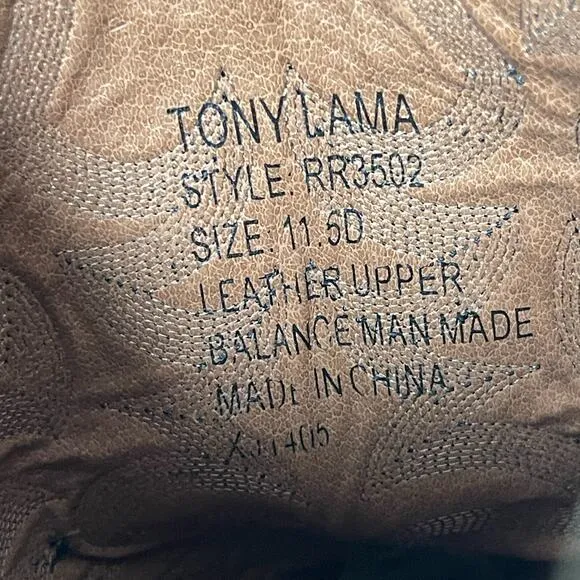 TONY LAMA
STYLE: RR3502
SIZE: 11.5D
LEATHER UPPER
BALANCE MAN MADE
MADE IN CHINA